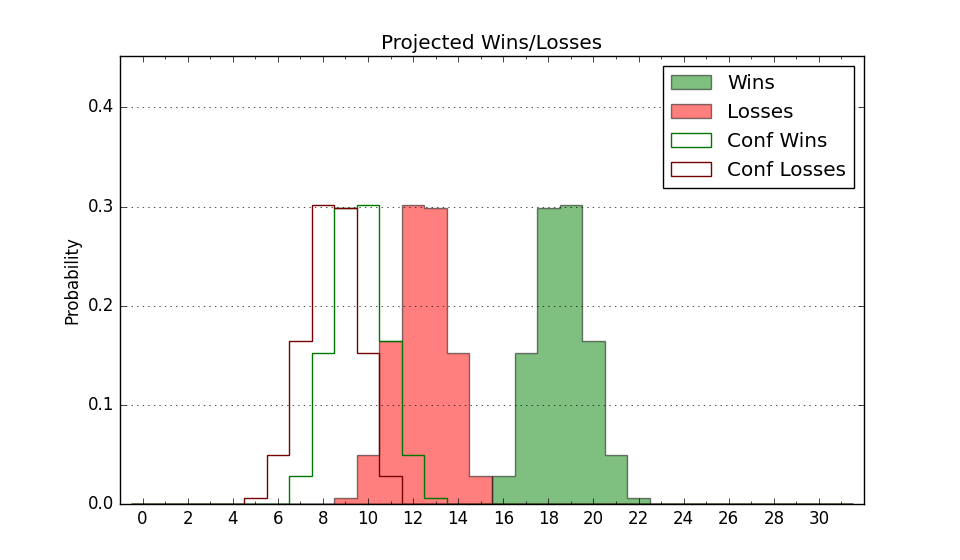 Projected Wins/Losses
Wins
Losses
Conf Wins
Conf Losses
Probability
0.4
0.3
0.2
0.1
0.0
0 2 4 6 8 10 12 14 16 18 20 22 24 26 28 30